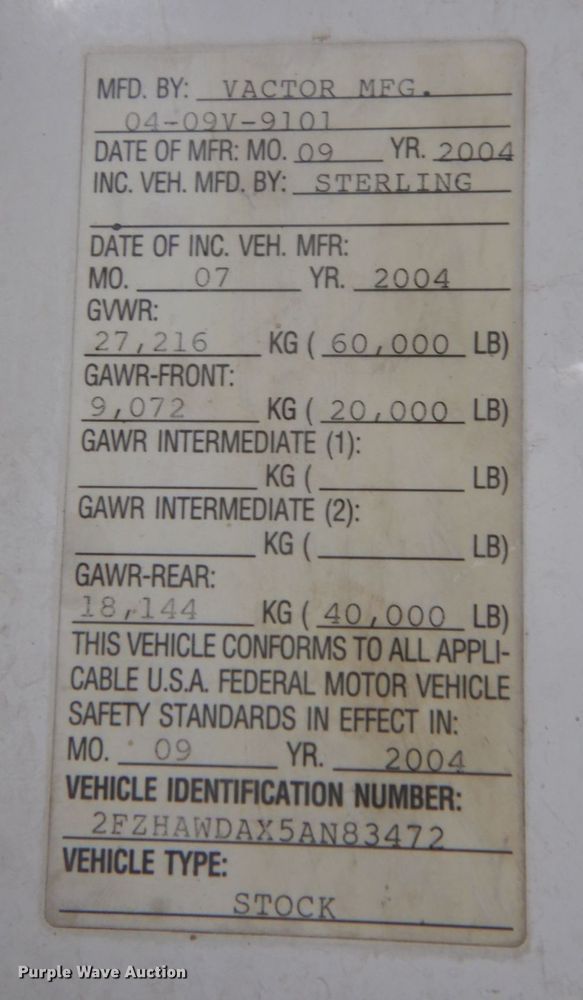 MFD. BY: VACTOR MFG.
04-09V-9101
DATE OF MFR: MO. 09 YR. 2004
INC. VEH. MFD. BY: STERLING
DATE OF INC. VEH. MFR:
MO. 07 YR. 2004
GVWR:
27,216 KG ( 60,000 LB)
GAWR-FRONT:
9,072 KG ( 20,000 LB)
GAWR INTERMEDIATE (1):
KG ( LB)
GAWR INTERMEDIATE (2):
KG ( LB)
GAWR-REAR:
18,144 KG ( 40,000 LB)
THIS VEHICLE CONFORMS TO ALL APPLI-
CABLE U.S.A. FEDERAL MOTOR VEHICLE
SAFETY STANDARDS IN EFFECT IN:
MO. 09 YR. 2004
VEHICLE IDENTIFICATION NUMBER:
2FZHAWDAX5AN83472
VEHICLE TYPE:
STOCK
Purple Wave Auction